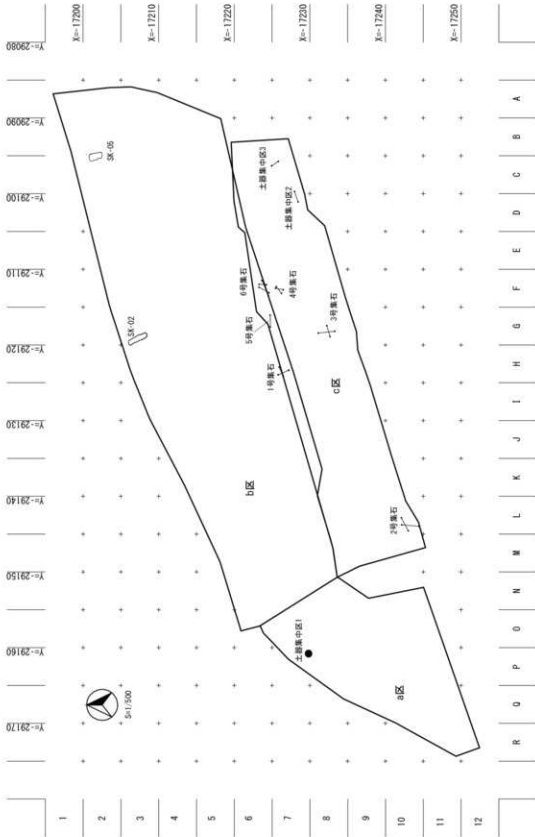 X=-17200
X=-17210
X=-17220
X=-17230
X=-17240
X=-17250
Y=-29080
Y=-29090
Y=-29100
Y=-29110
Y=-29120
Y=-29130
Y=-29140
Y=-29150
Y=-29160
Y=-29170
A
B
C
D
E
F
G
H
I
J
K
L
M
N
O
P
Q
R
1
2
3
4
5
6
7
8
9
10
11
12
SK-05
SK-02
土器集中区3
土器集中区2
6号集石
4号集石
5号集石
3号集石
1号集石
c区
b区
2号集石
土器集中区1
a区
S=1/500